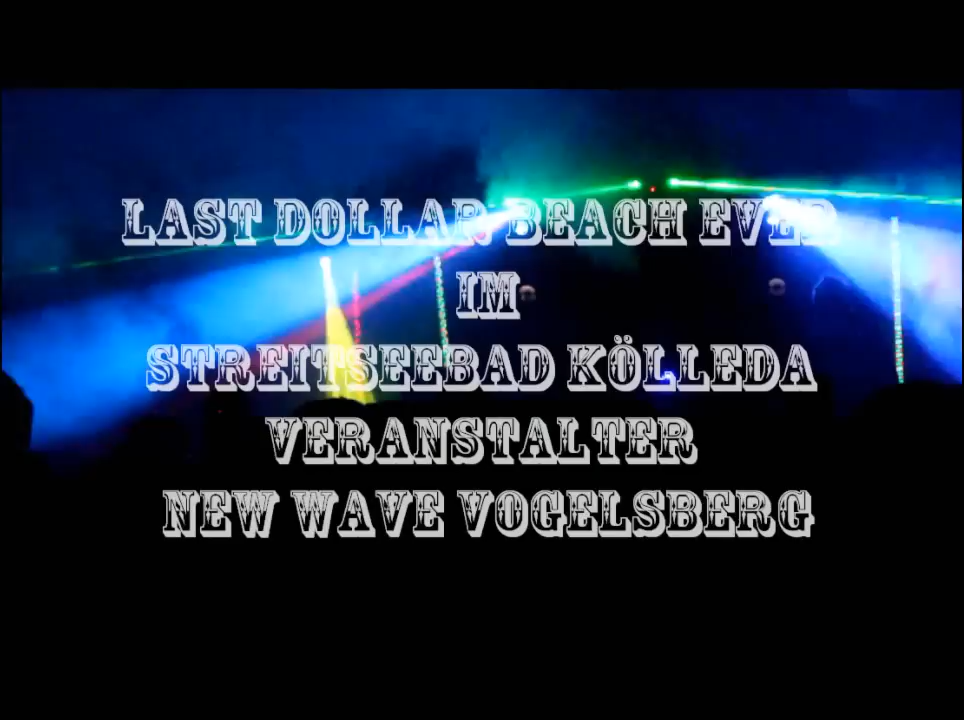 LAST DOLLAR BEACH EVER
IM
STREITSEEBAD KÖLLEDA
VERANSTALTER
NEW WAVE VOGELSBERG